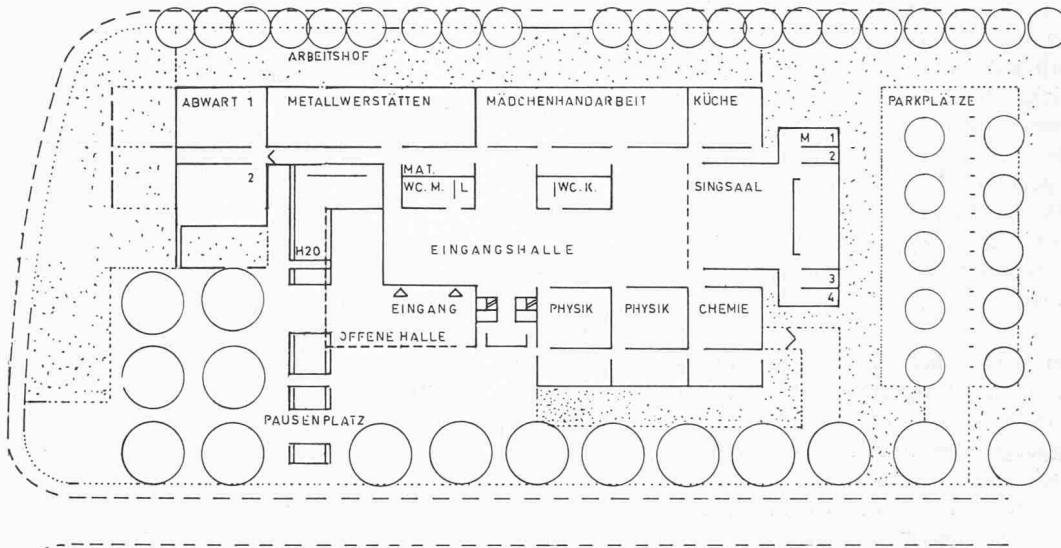 ARBEITSHOF
ABWART 1 METALLWERSTÄTTEN MÄDCHENHANDARBEIT KÜCHE PARKPLÄTZE
M 1
2
MAT.
2 WC. M. L WC. K. SINGSAAL
H2O EINGANGSHALLE
3
4
EINGANG PHYSIK PHYSIK CHEMIE
OFFENE HALLE
PAUSENPLATZ